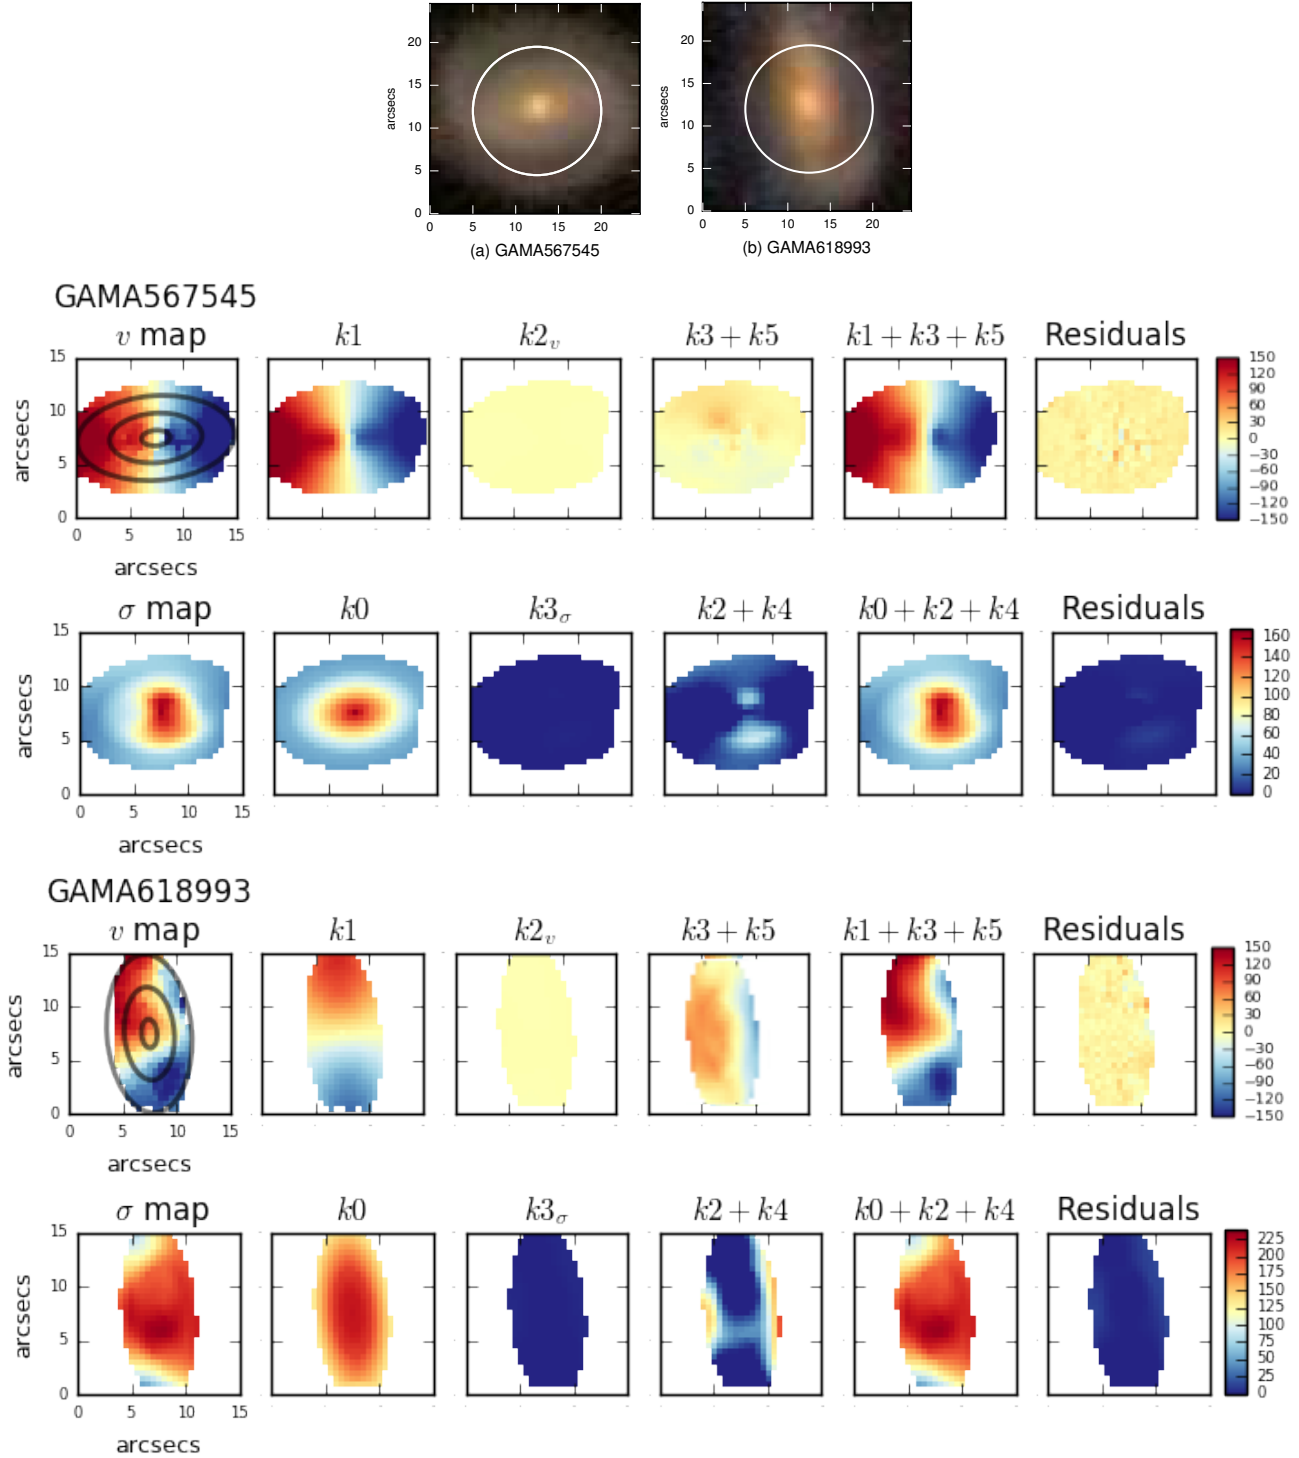 20
15
10
5
0
arcsecs
0 5 10 15 20
(a) GAMA567545
20
15
10
5
0
arcsecs
0 5 10 15 20
(b) GAMA618993
GAMA567545
v map k1 k2v k3 + k5 k1 + k3 + k5 Residuals
15
10
5
0
arcsecs
0 5 10 15
arcsecs
150
120
90
60
30
0
−30
−60
−90
−120
−150
σ map k0 k3σ k2 + k4 k0 + k2 + k4 Residuals
15
10
5
0
arcsecs
0 5 10 15
arcsecs
160
140
120
100
80
60
40
20
0
GAMA618993
v map k1 k2v k3 + k5 k1 + k3 + k5 Residuals
15
10
5
0
arcsecs
0 5 10 15
arcsecs
150
120
90
60
30
0
−30
−60
−90
−120
−150
σ map k0 k3σ k2 + k4 k0 + k2 + k4 Residuals
15
10
5
0
arcsecs
0 5 10 15
arcsecs
225
200
175
150
125
100
75
50
25
0